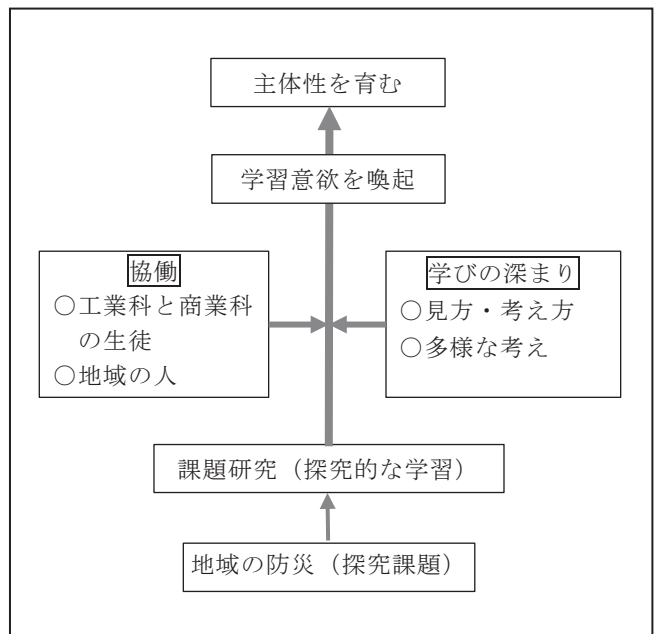 主体性を育む
学習意欲を喚起
協働
○工業科と商業科
の生徒
○地域の人
学びの深まり
○見方・考え方
○多様な考え
課題研究（探究的な学習）
地域の防災（探究課題）